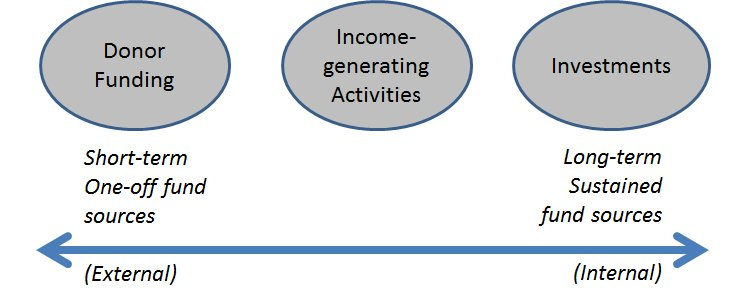 Donor
Funding
Income-
generating
Activities
Investments
Short-term
One-off fund
sources
Long-term
Sustained
fund sources
(External)
(Internal)